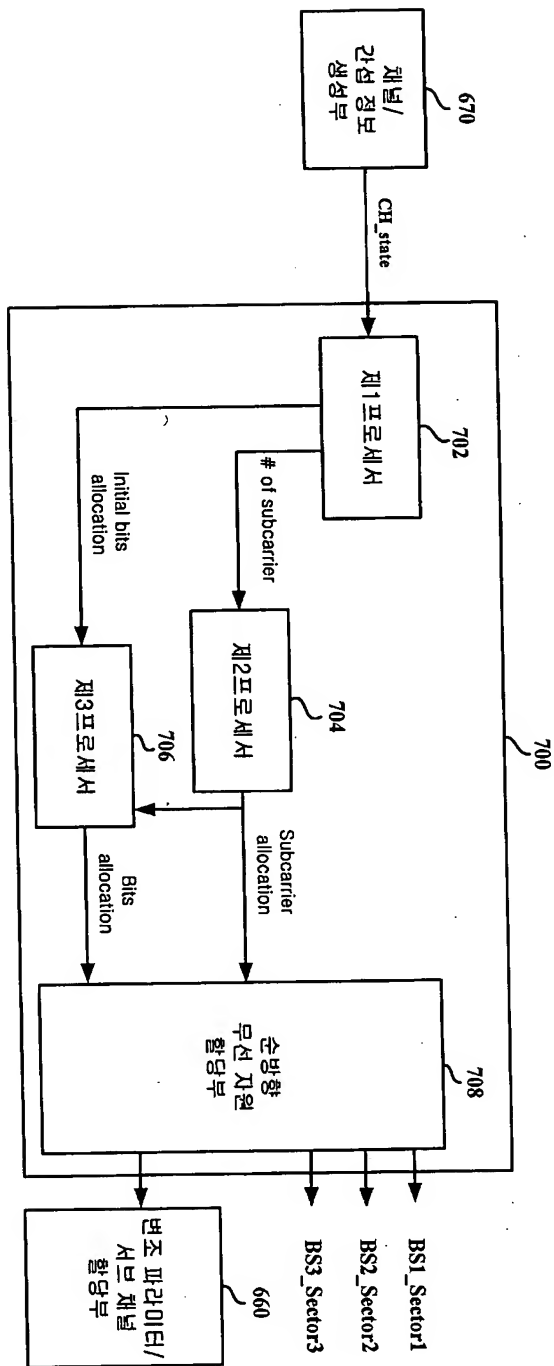 670
채널/
간섭 정보
생성부
CH_state
700
702
제1프로세서
# of subcarrier
Initial bits
allocation
704
제2프로세서
706
제3프로세서
Subcarrier
allocation
Bits
allocation
708
순방향
무선 자원
할당부
BS1_Sector1
BS2_Sector2
BS3_Sector3
660
변조 파라미터/
서브 채널
할당부